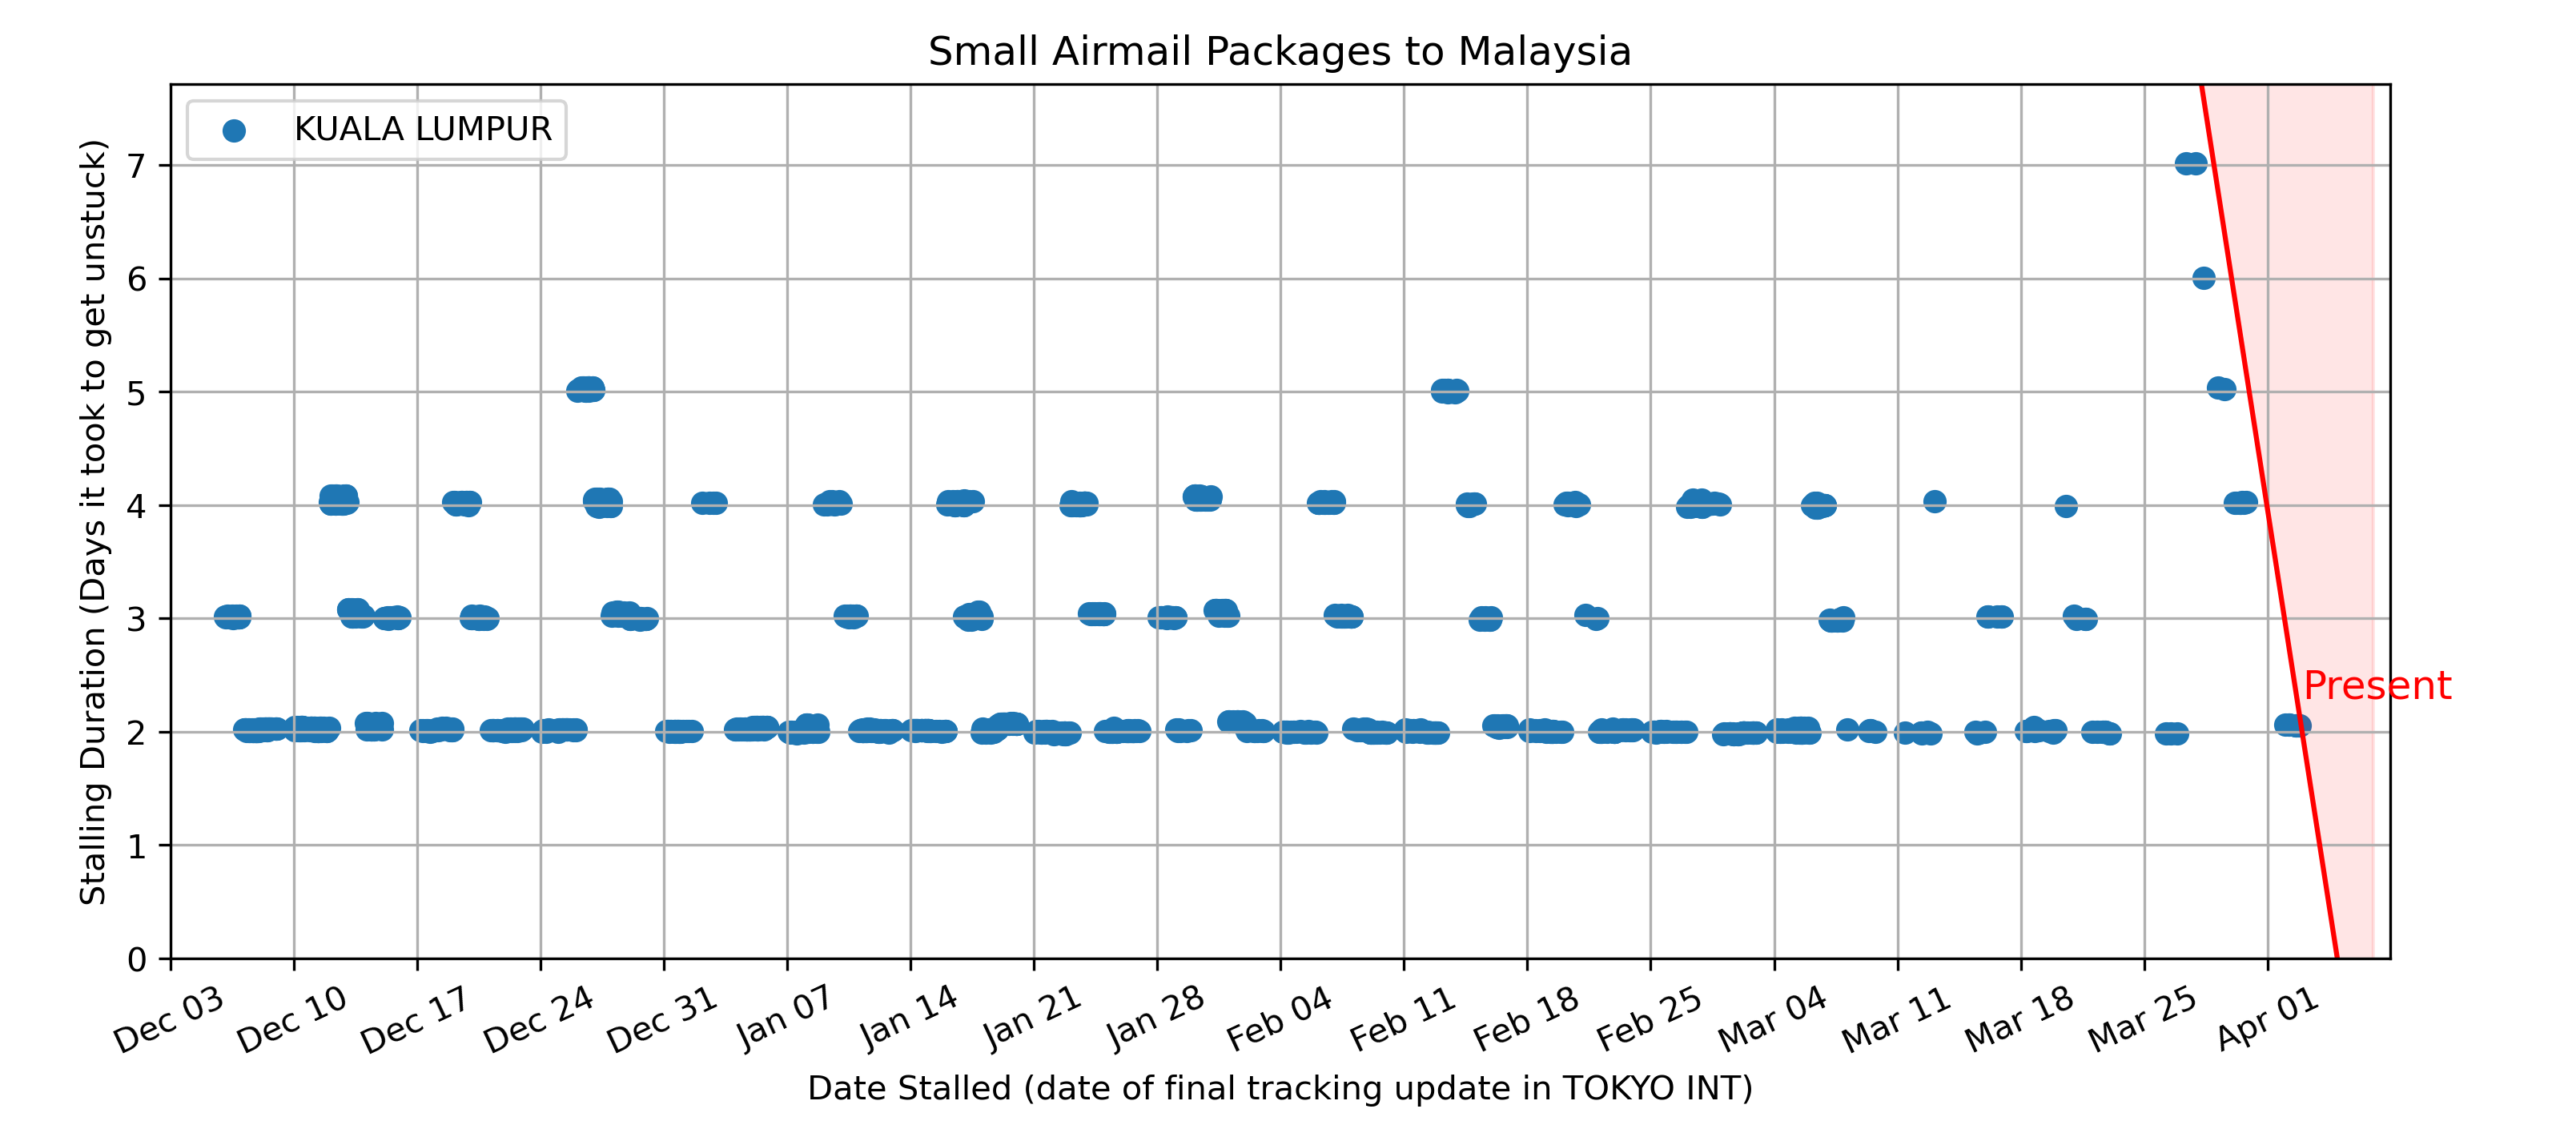 Small Airmail Packages to Malaysia
KUALA LUMPUR
Stalling Duration (Days it took to get unstuck)
7
6
5
4
3
2
1
0
Present
Dec 03
Dec 10
Dec 17
Dec 24
Dec 31
Jan 07
Jan 14
Jan 21
Jan 28
Feb 04
Feb 11
Feb 18
Feb 25
Mar 04
Mar 11
Mar 18
Mar 25
Apr 01
Date Stalled (date of final tracking update in TOKYO INT)